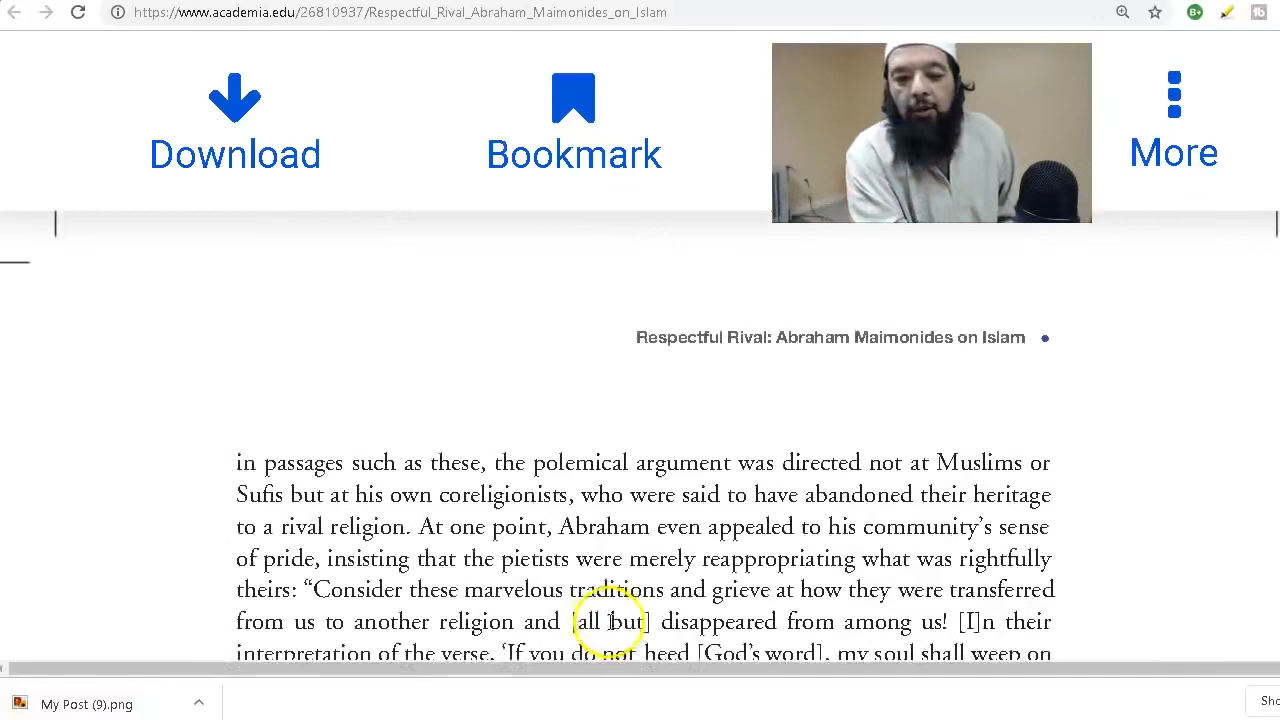 https://www.academia.edu/26810937/Respectful_Rival_Abraham_Maimonides_on_Islam
B+
Download
Bookmark
More
Respectful Rival: Abraham Maimonides on Islam •
in passages such as these, the polemical argument was directed not at Muslims or
Sufis but at his own coreligionists, who were said to have abandoned their heritage
to a rival religion. At one point, Abraham even appealed to his community’s sense
of pride, insisting that the pietists were merely reappropriating what was rightfully
theirs: “Consider these marvelous traditions and grieve at how they were transferred
from us to another religion and [all but] disappeared from among us! [I]n their
interpretation of the verse, ‘If you do not heed [God’s word], my soul shall weep on
My Post (9).png
Sho